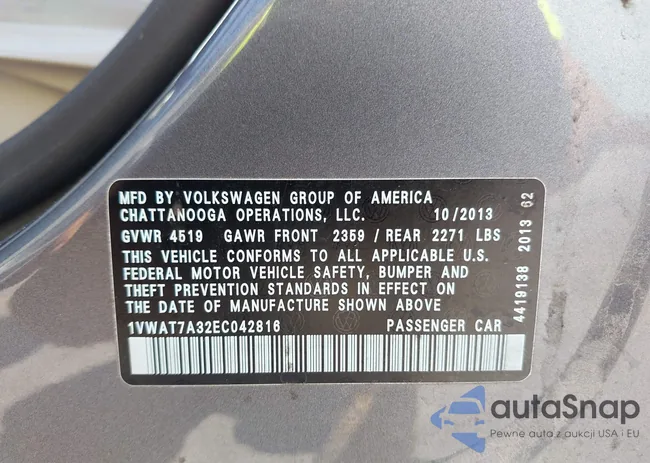 MFD BY VOLKSWAGEN GROUP OF AMERICA
CHATTANOOGA OPERATIONS, LLC. 10/2013
GVWR 4519 GAWR FRONT 2359 / REAR 2271 LBS
THIS VEHICLE CONFORMS TO ALL APPLICABLE U.S.
FEDERAL MOTOR VEHICLE SAFETY, BUMPER AND
THEFT PREVENTION STANDARDS IN EFFECT ON
THE DATE OF MANUFACTURE SHOWN ABOVE
1VWAT7A32EC042816 PASSENGER CAR
4419138 2013 62
autaSnap
Pewne auta z aukcji USA i EU